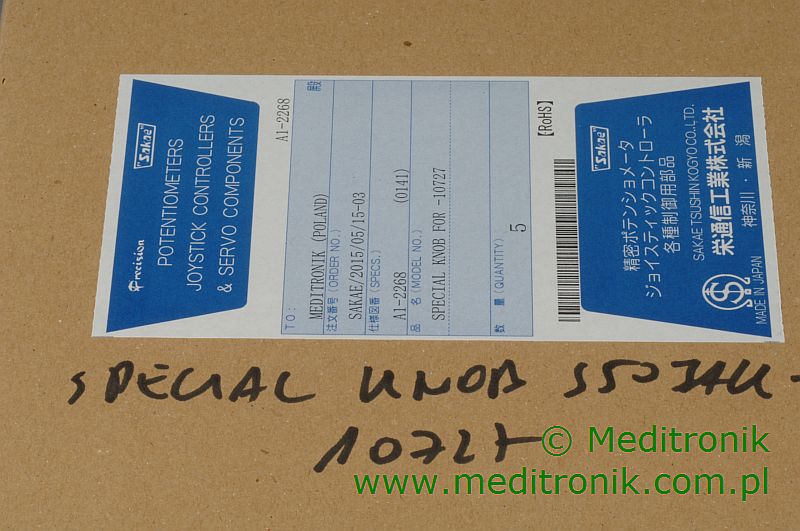 Sakae
Precision
POTENTIOMETERS
JOYSTICK CONTROLLERS
& SERVO COMPONENTS
A1-2268
殿
TO:
MEDITRONIK (POLAND)
注文番号(ORDER NO.)
SAKAE/2015/05/15-03
仕様図番(SPECS.)
A1-2268 (0141)
品 名(MODEL NO.)
SPECIAL KNOB FOR -10727
数 量(QUANTITY)
5
【RoHS】
Sakae
精密ポテンショメータ
ジョイスティックコントローラ
各種制御用部品
SAKAE TSUSHIN KOGYO CO.,LTD.
栄通信工業株式会社
神奈川・新潟
MADE IN JAPAN
SPECIAL KNOB S50JAK-
10727
© Meditronik
www.meditronik.com.pl